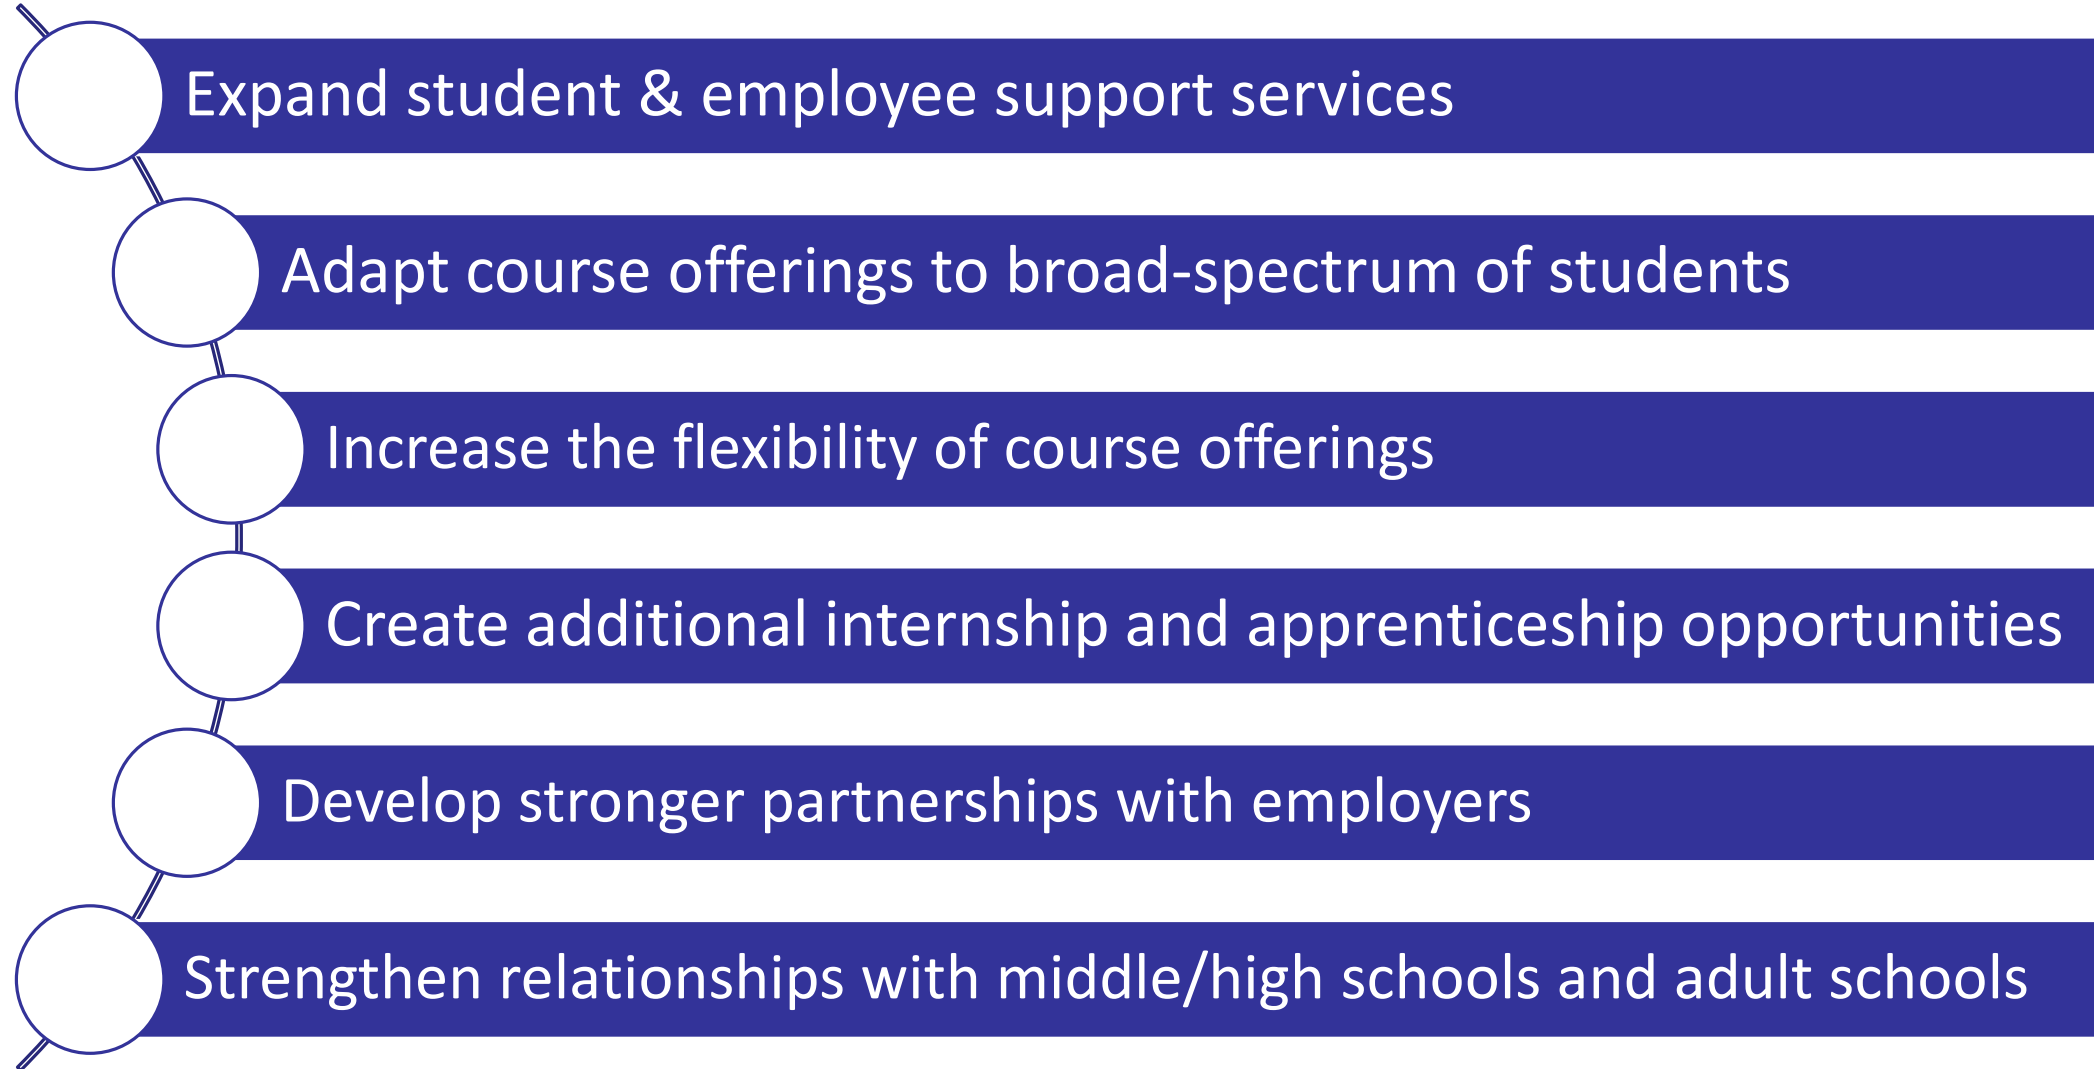 Expand student & employee support services
Adapt course offerings to broad-spectrum of students
Increase the flexibility of course offerings
Create additional internship and apprenticeship opportunities
Develop stronger partnerships with employers
Strengthen relationships with middle/high schools and adult schools